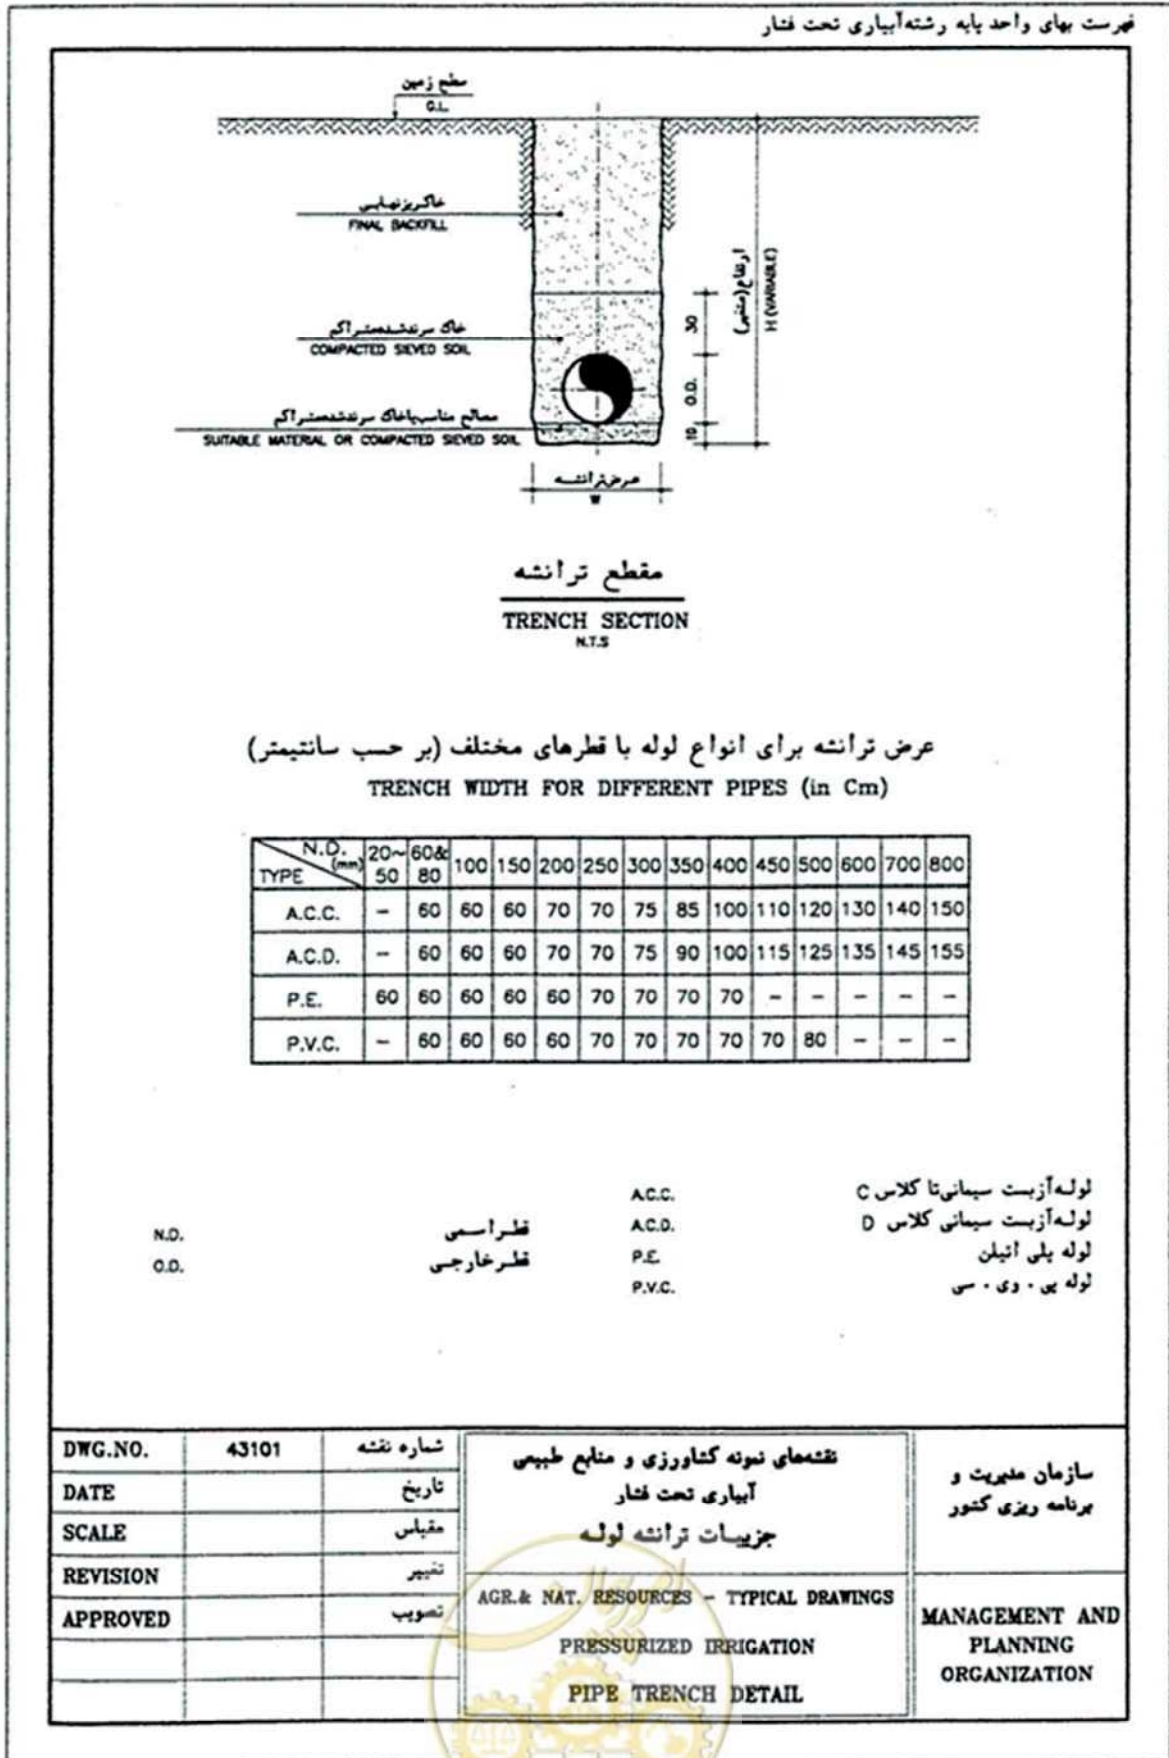 فهرست بهای واحد پایه رشته‌آبیاری تحت فشار
سطح زمین
G.L.
خاکریزنهایی
FINAL BACKFILL
خاک سرندشده‌متراکم
COMPACTED SIEVED SOIL
مصالح مناسب‌یاخاک سرندشده‌متراکم
SUITABLE MATERIAL OR COMPACTED SIEVED SOIL
30
O.D.
10
ارتفاع(متغیر)
H (VARIABLE)
عرض‌ترانشه
W
مقطع ترانشه
TRENCH SECTION
N.T.S
عرض ترانشه برای انواع لوله با قطرهای مختلف (بر حسب سانتیمتر)
TRENCH WIDTH FOR DIFFERENT PIPES (in Cm)
TYPE N.D. (mm) 20~50 60& 80 100 150 200 250 300 350 400 450 500 600 700 800
A.C.C. - 60 60 60 70 70 75 85 100 110 120 130 140 150
A.C.D. - 60 60 60 70 70 75 90 100 115 125 135 145 155
P.E. 60 60 60 60 60 70 70 70 70 - - - - -
P.V.C. - 60 60 60 60 70 70 70 70 70 80 - - -
لوله‌آزبست سیمانی‌تا کلاس C A.C.C.
لوله‌آزبست سیمانی کلاس D A.C.D.
لوله پلی اتیلن P.E.
لوله پی . وی . سی P.V.C.
قطراسمی N.D.
قطرخارجی O.D.
DWG.NO. 43101 شماره نقشه
DATE تاریخ
SCALE مقیاس
REVISION تغییر
APPROVED تصویب
نقشه‌های نمونه کشاورزی و منابع طبیعی
آبیاری تحت فشار
جزییات ترانشه لوله
AGR.& NAT. RESOURCES - TYPICAL DRAWINGS
PRESSURIZED IRRIGATION
PIPE TRENCH DETAIL
سازمان مدیریت و
برنامه ریزی کشور
MANAGEMENT AND
PLANNING
ORGANIZATION